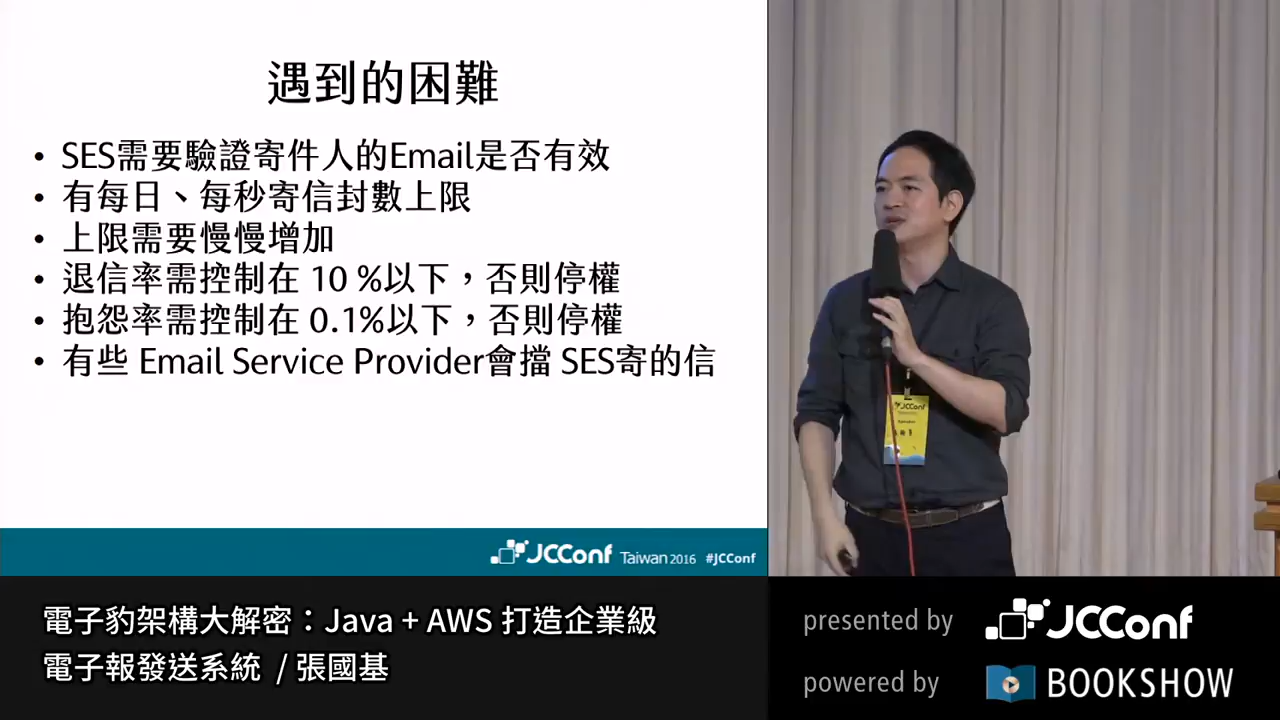 遇到的困難
• SES需要驗證寄件人的Email是否有效
• 有每日、每秒寄信封數上限
• 上限需要慢慢增加
• 退信率需控制在 10 %以下，否則停權
• 抱怨率需控制在 0.1%以下，否則停權
• 有些 Email Service Provider會擋 SES寄的信
JCConf Taiwan 2016 #JCConf
JCConf
電子豹架構大解密：Java + AWS 打造企業級
電子報發送系統 / 張國基
presented by JCConf
powered by BOOKSHOW